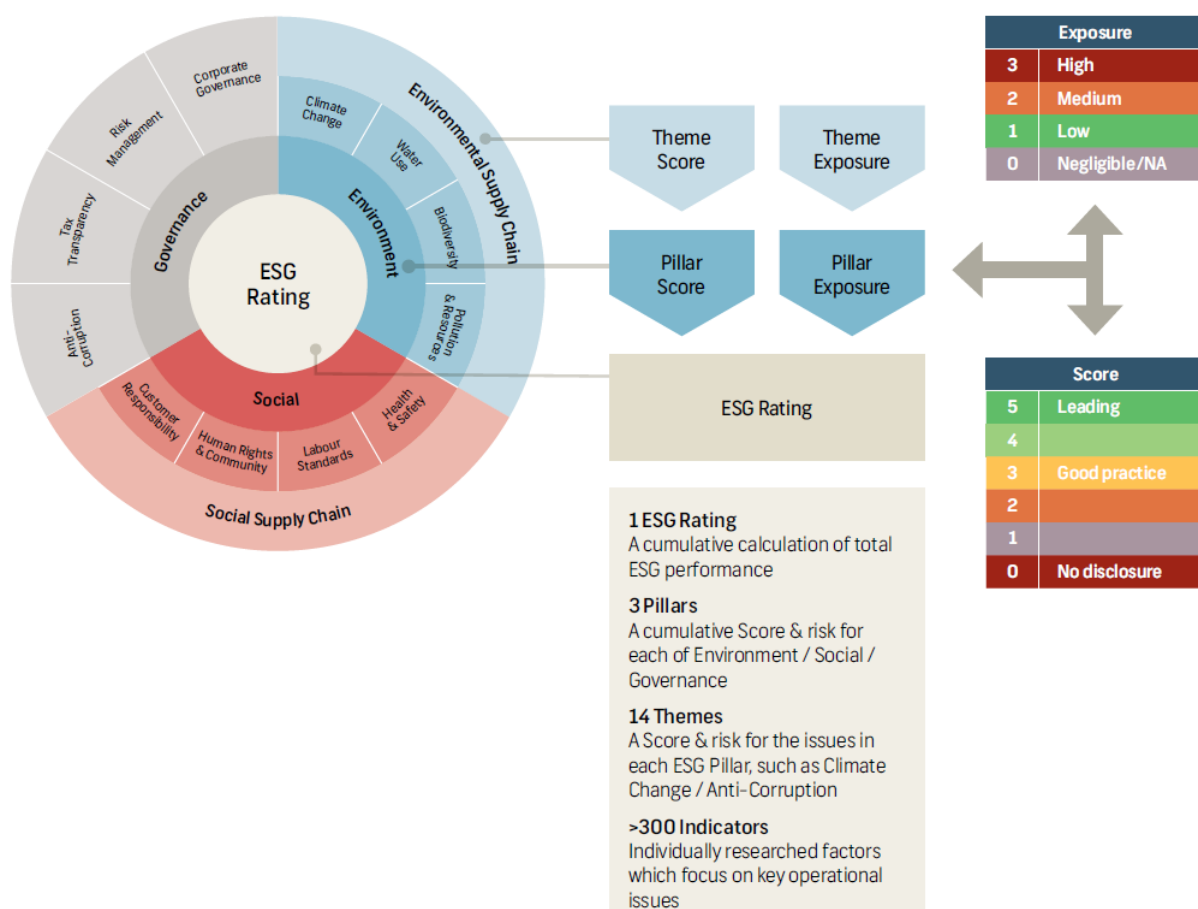 Corporate
Governance
Risk
Management
Tax
Transparency
Anti-
Corruption
Governance
Climate
Change
Water
Use
Biodiversity
Pollution
& Resources
Environment
Environmental Supply Chain
ESG
Rating
Social
Customer
Responsibility
Human Rights
& Community
Labour
Standards
Health
& Safety
Social Supply Chain
Theme
Score
Theme
Exposure
Pillar
Score
Pillar
Exposure
ESG Rating
1 ESG Rating
A cumulative calculation of total
ESG performance
3 Pillars
A cumulative Score & risk for
each of Environment / Social /
Governance
14 Themes
A Score & risk for the issues in
each ESG Pillar, such as Climate
Change / Anti-Corruption
>300 Indicators
Individually researched factors
which focus on key operational
issues
Exposure
3 High
2 Medium
1 Low
0 Negligible/NA
Score
5 Leading
4
3 Good practice
2
1
0 No disclosure